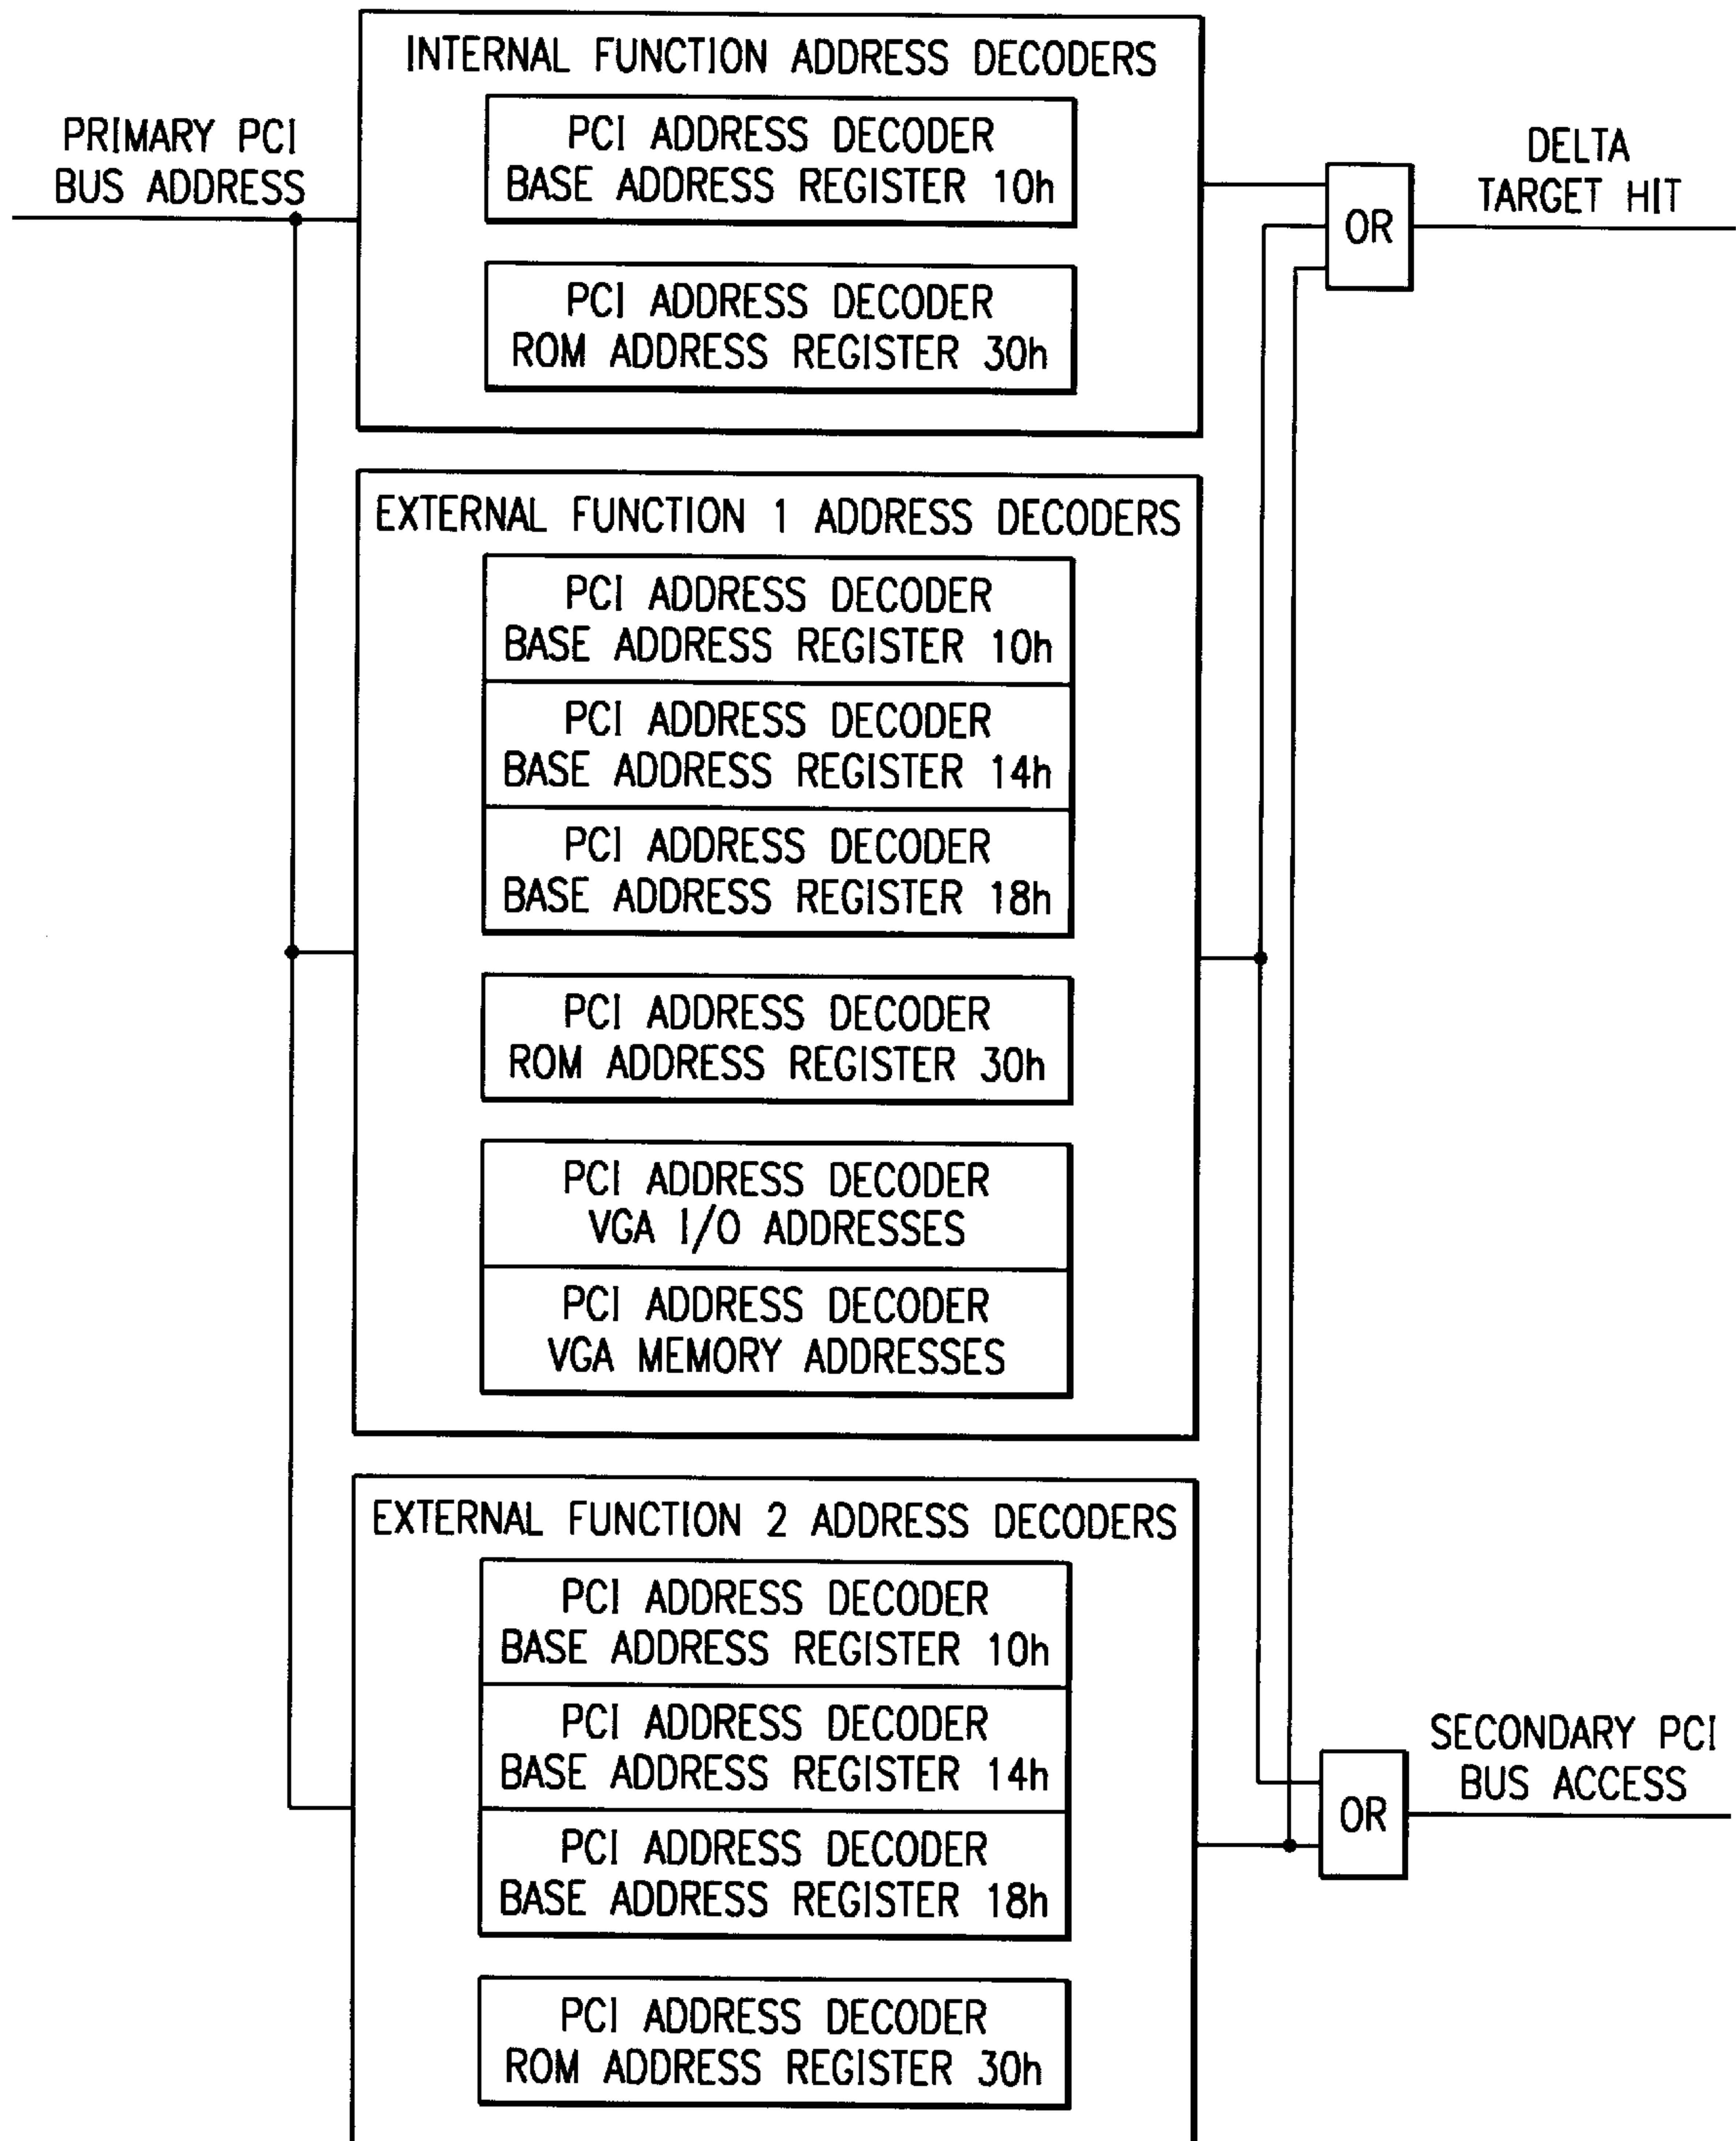 PRIMARY PCI
BUS ADDRESS
INTERNAL FUNCTION ADDRESS DECODERS
PCI ADDRESS DECODER
BASE ADDRESS REGISTER 10h
PCI ADDRESS DECODER
ROM ADDRESS REGISTER 30h
OR
DELTA
TARGET HIT
EXTERNAL FUNCTION 1 ADDRESS DECODERS
PCI ADDRESS DECODER
BASE ADDRESS REGISTER 10h
PCI ADDRESS DECODER
BASE ADDRESS REGISTER 14h
PCI ADDRESS DECODER
BASE ADDRESS REGISTER 18h
PCI ADDRESS DECODER
ROM ADDRESS REGISTER 30h
PCI ADDRESS DECODER
VGA I/O ADDRESSES
PCI ADDRESS DECODER
VGA MEMORY ADDRESSES
EXTERNAL FUNCTION 2 ADDRESS DECODERS
PCI ADDRESS DECODER
BASE ADDRESS REGISTER 10h
PCI ADDRESS DECODER
BASE ADDRESS REGISTER 14h
PCI ADDRESS DECODER
BASE ADDRESS REGISTER 18h
PCI ADDRESS DECODER
ROM ADDRESS REGISTER 30h
OR
SECONDARY PCI
BUS ACCESS